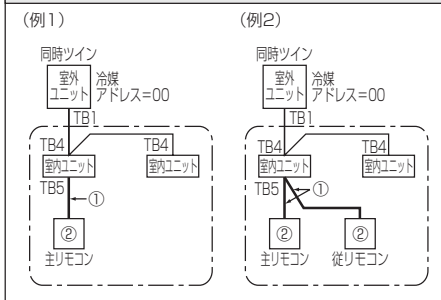 (例1)
同時ツイン
室外
ユニット
冷媒
アドレス=00
TB1
TB4
TB4
室内ユニット
室内ユニット
TB5
①
②
主リモコン
(例2)
同時ツイン
室外
ユニット
冷媒
アドレス=00
TB1
TB4
TB4
室内ユニット
室内ユニット
TB5
①
②
②
主リモコン
従リモコン